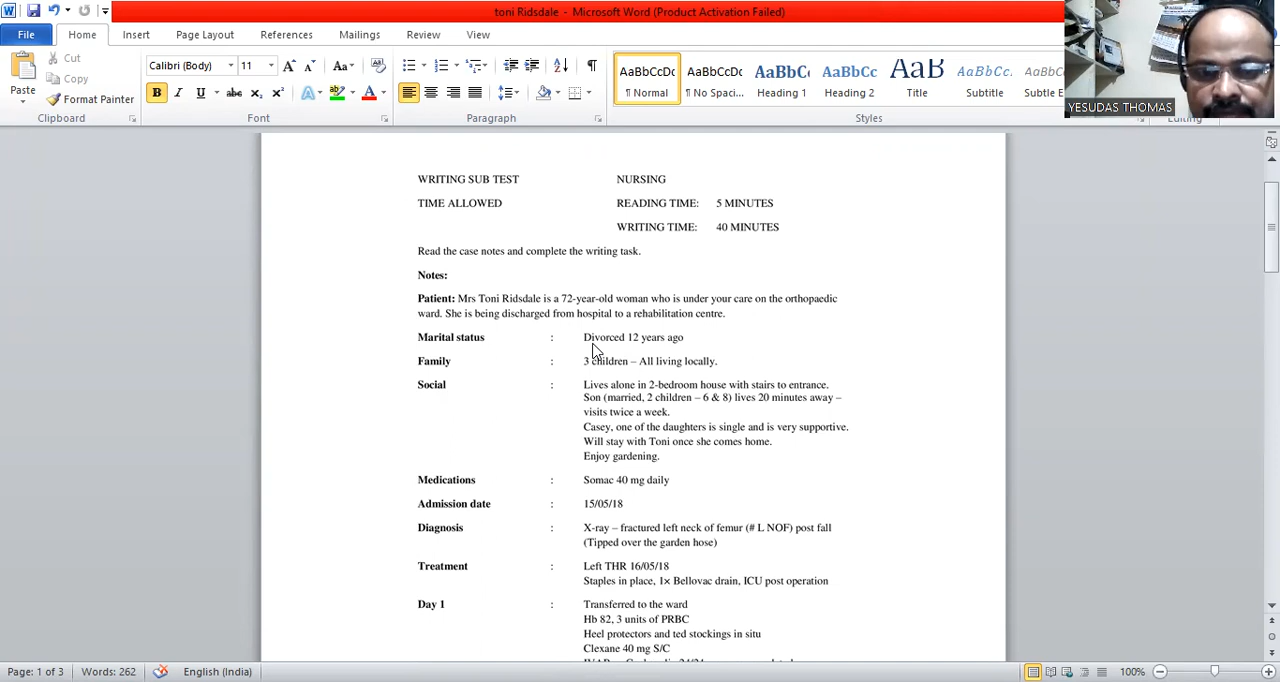 toni Ridsdale - Microsoft Word (Product Activation Failed)
File Home Insert Page Layout References Mailings Review View
Paste
Cut
Copy
Format Painter
Clipboard
Calibri (Body) 11
Font
Paragraph
AaBbCcDc AaBbCcDc AaBbCc AaBbCc AaB AaBbCcL AaBbCcD
¶ Normal ¶ No Spaci... Heading 1 Heading 2 Title Subtitle Subtle E
Styles
Editing
YESUDAS THOMAS
WRITING SUB TEST NURSING
TIME ALLOWED READING TIME: 5 MINUTES
WRITING TIME: 40 MINUTES
Read the case notes and complete the writing task.
Notes:
Patient: Mrs Toni Ridsdale is a 72-year-old woman who is under your care on the orthopaedic
ward. She is being discharged from hospital to a rehabilitation centre.
Marital status : Divorced 12 years ago
Family : 3 children – All living locally.
Social : Lives alone in 2-bedroom house with stairs to entrance.
Son (married, 2 children – 6 & 8) lives 20 minutes away –
visits twice a week.
Casey, one of the daughters is single and is very supportive.
Will stay with Toni once she comes home.
Enjoy gardening.
Medications : Somac 40 mg daily
Admission date : 15/05/18
Diagnosis : X-ray – fractured left neck of femur (# L NOF) post fall
(Tipped over the garden hose)
Treatment : Left THR 16/05/18
Staples in place, 1× Bellovac drain, ICU post operation
Day 1 : Transferred to the ward
Hb 82, 3 units of PRBC
Heel protectors and ted stockings in situ
Clexane 40 mg S/C
Page: 1 of 3 Words: 262 English (India) 100%